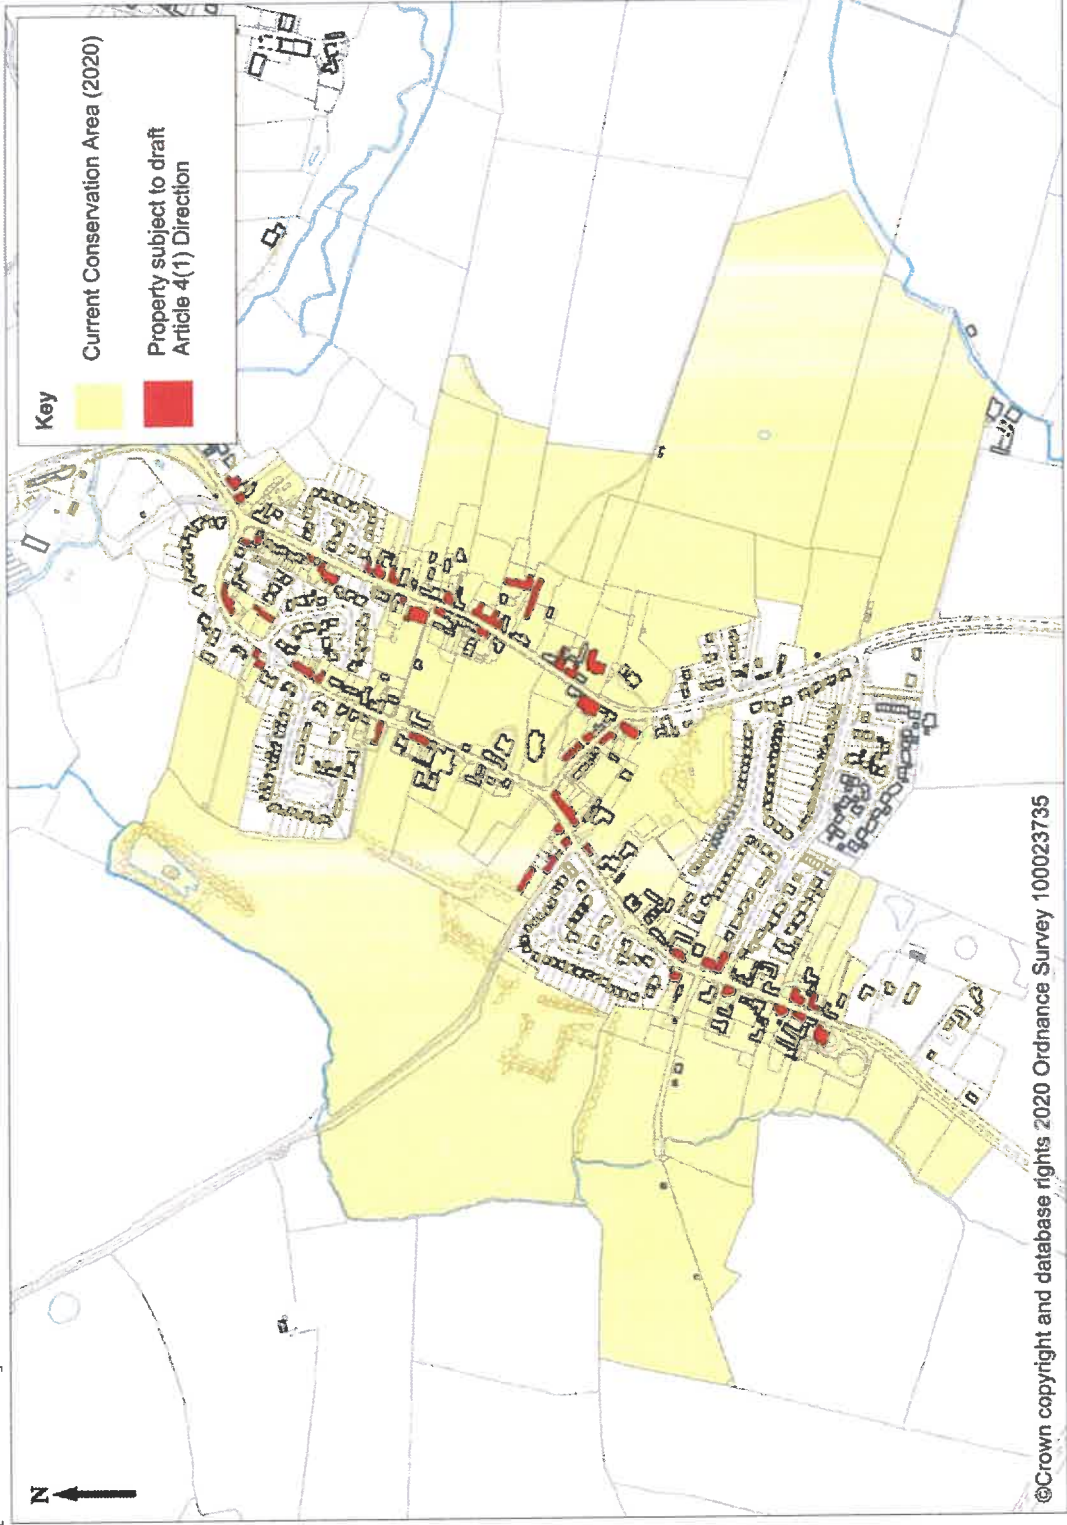 Key
Current Conservation Area (2020)
Property subject to draft
Article 4(1) Direction
N
©Crown copyright and database rights 2020 Ordnance Survey 100023735